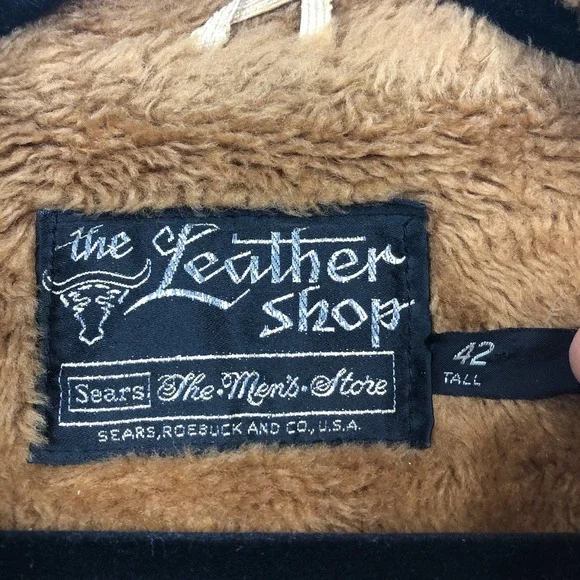 the Leather
Shop
Sears The • Men's • Store
SEARS, ROEBUCK AND CO., U.S.A.
42
TALL